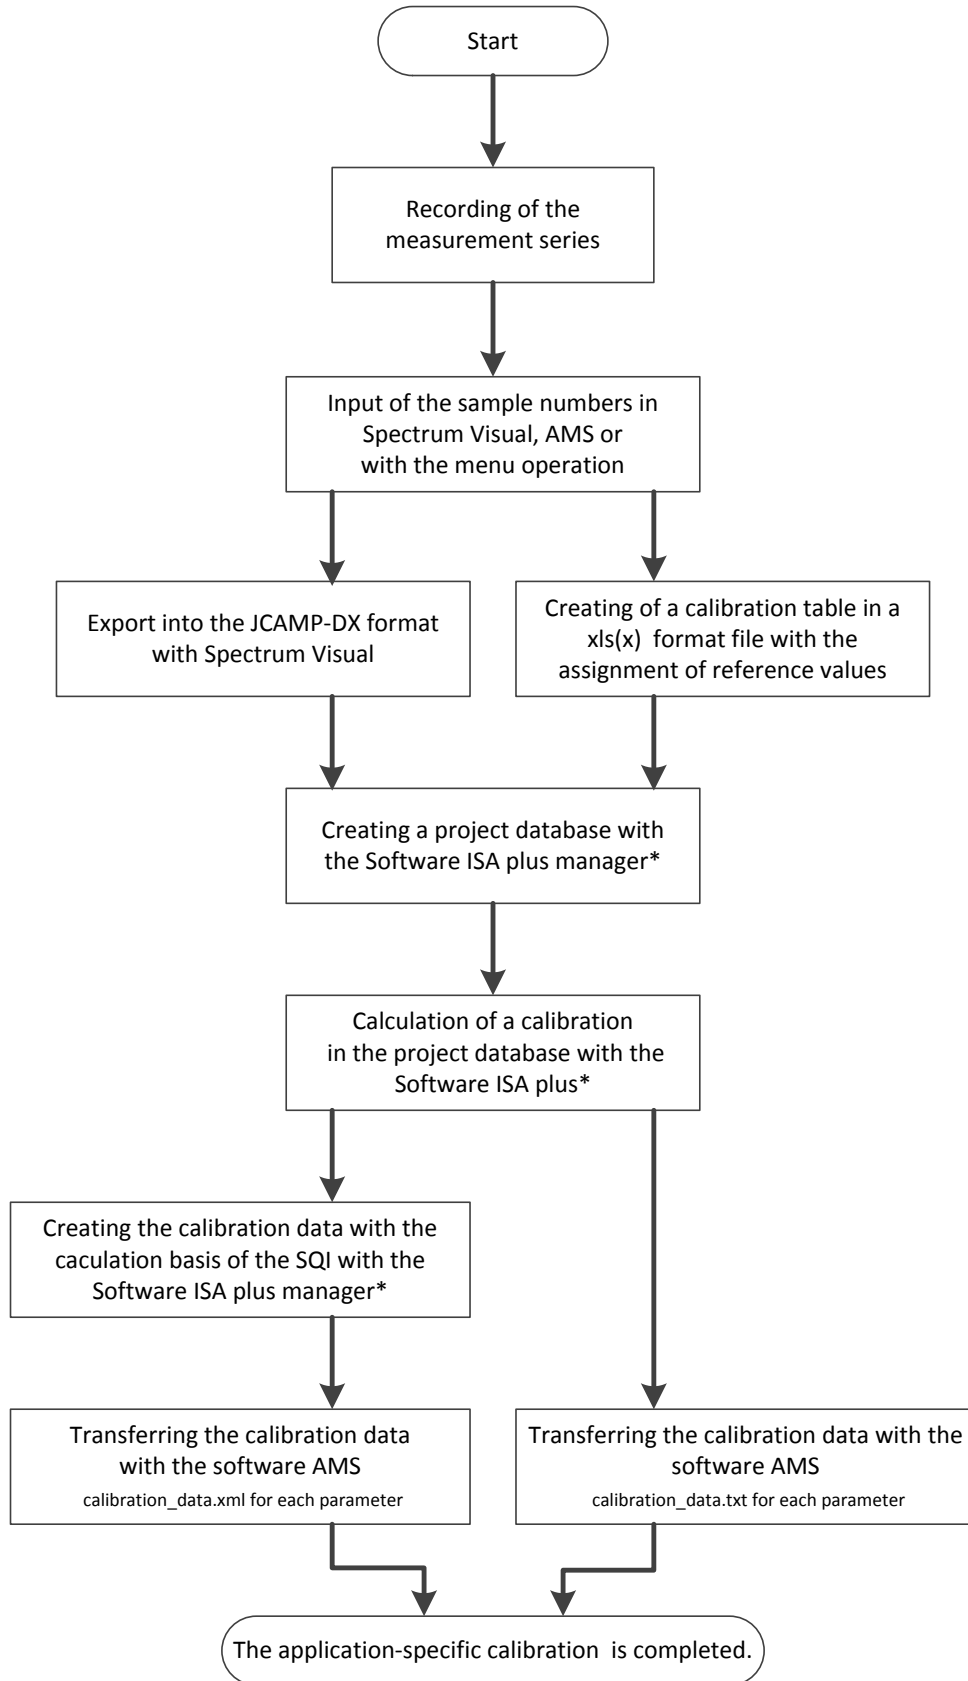 Start
Recording of the
measurement series
Input of the sample numbers in
Spectrum Visual, AMS or
with the menu operation
Export into the JCAMP-DX format
with Spectrum Visual
Creating of a calibration table in a
xls(x) format file with the
assignment of reference values
Creating a project database with
the Software ISA plus manager*
Calculation of a calibration
in the project database with the
Software ISA plus*
Creating the calibration data with the
caculation basis of the SQI with the
Software ISA plus manager*
Transferring the calibration data
with the software AMS
calibration_data.xml for each parameter
Transferring the calibration data with the
software AMS
calibration_data.txt for each parameter
The application-specific calibration is completed.